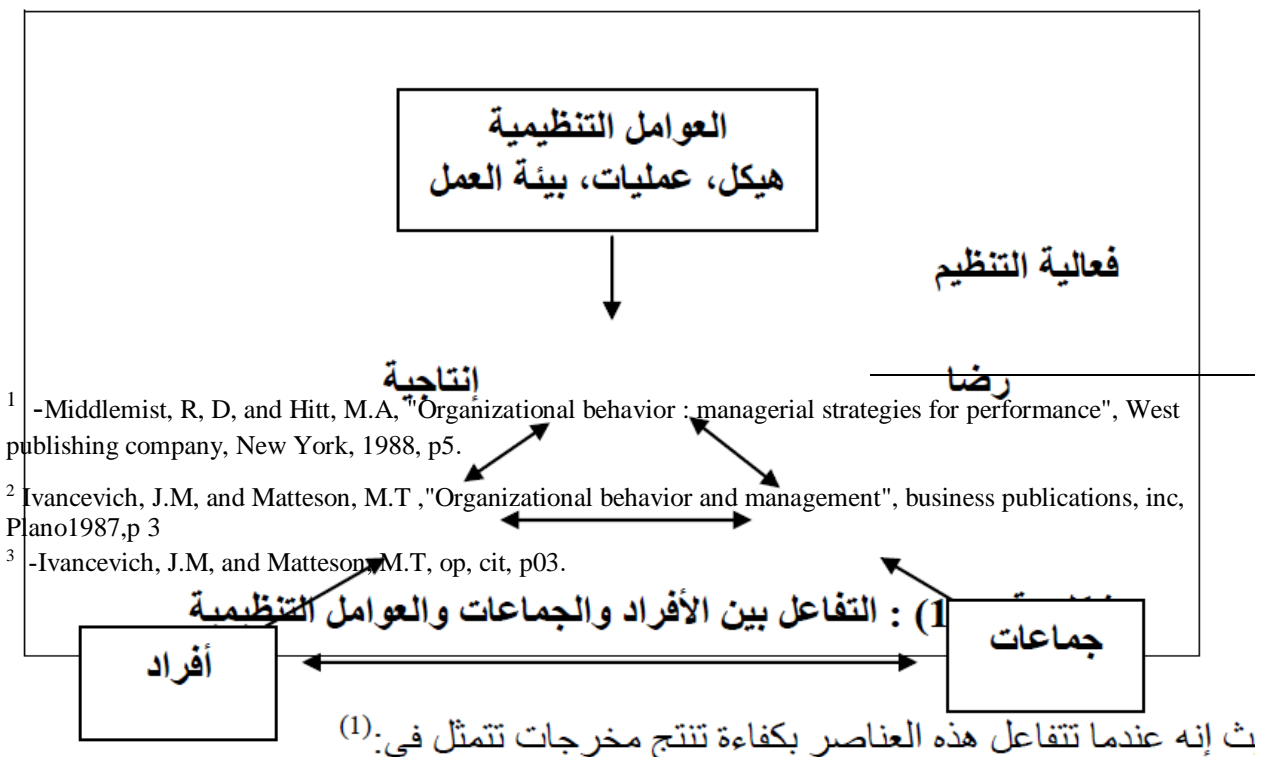 العوامل التنظيمية
هيكل، عمليات، بيئة العمل
فعالية التنظيم
رضا
إنتاجية
1 -Middlemist, R, D, and Hitt, M.A, "Organizational behavior : managerial strategies for performance", West
publishing company, New York, 1988, p5.
2 Ivancevich, J.M, and Matteson, M.T ,"Organizational behavior and management", business publications, inc,
Plano1987,p 3
3 -Ivancevich, J.M, and Matteson, M.T, op, cit, p03.
1) : التفاعل بين الأفراد والجماعات والعوامل التنظيمية
جماعات
أفراد
إنه عندما تتفاعل هذه العناصر بكفاءة تنتج مخرجات تتمثل في:(1)